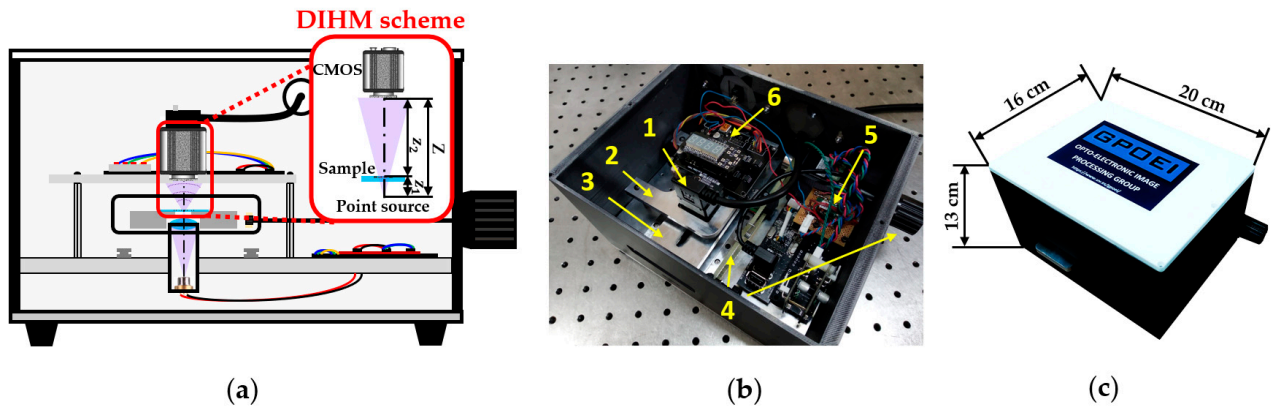 DIHM scheme
CMOS
z₂
Z
Sample
z₁
Point source
(a)
1
2
3
4
5
6
(b)
16 cm
20 cm
13 cm
GPOEI
OPTO-ELECTRONIC IMAGE
PROCESSING GROUP
(c)